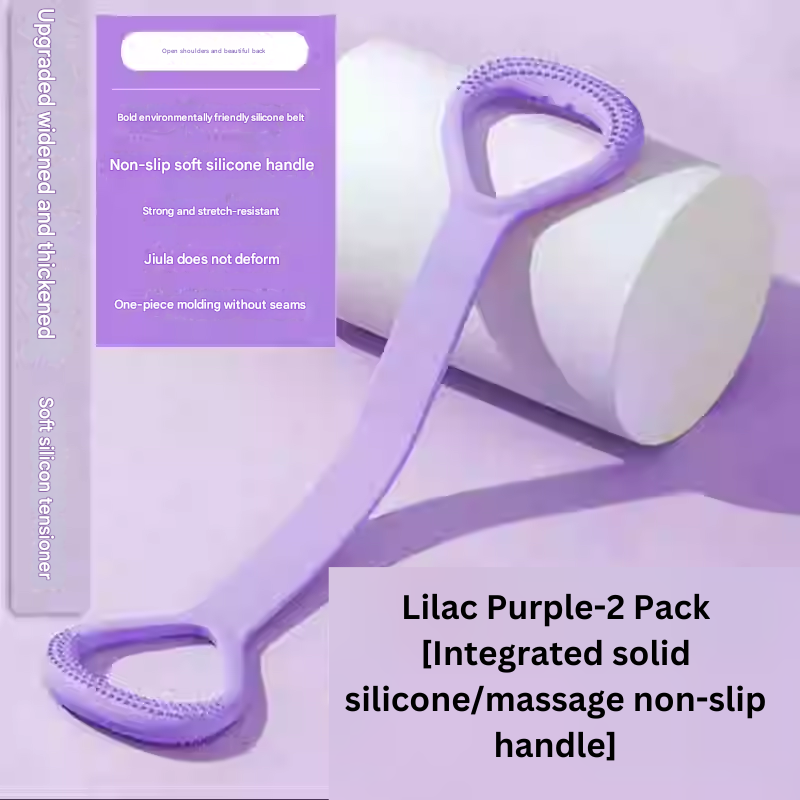 Upgraded widened and thickened
Soft silicon tensioner
Open shoulders and beautiful back
Bold environmentally friendly silicone belt
Non-slip soft silicone handle
Strong and stretch-resistant
Jiula does not deform
One-piece molding without seams
Lilac Purple-2 Pack
[Integrated solid
silicone/massage non-slip
handle]